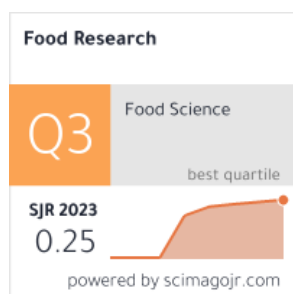 Food Research
Q3
Food Science
best quartile
SJR 2023
0.25
powered by scimagojr.com